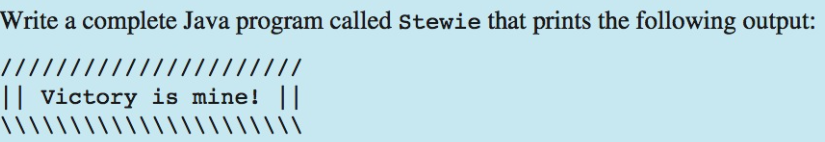 Write a complete Java program called Stewie that prints the following output:
//////////////////////
|| Victory is mine! ||
\\\\\\\\\\\\\\\\\\\\\\